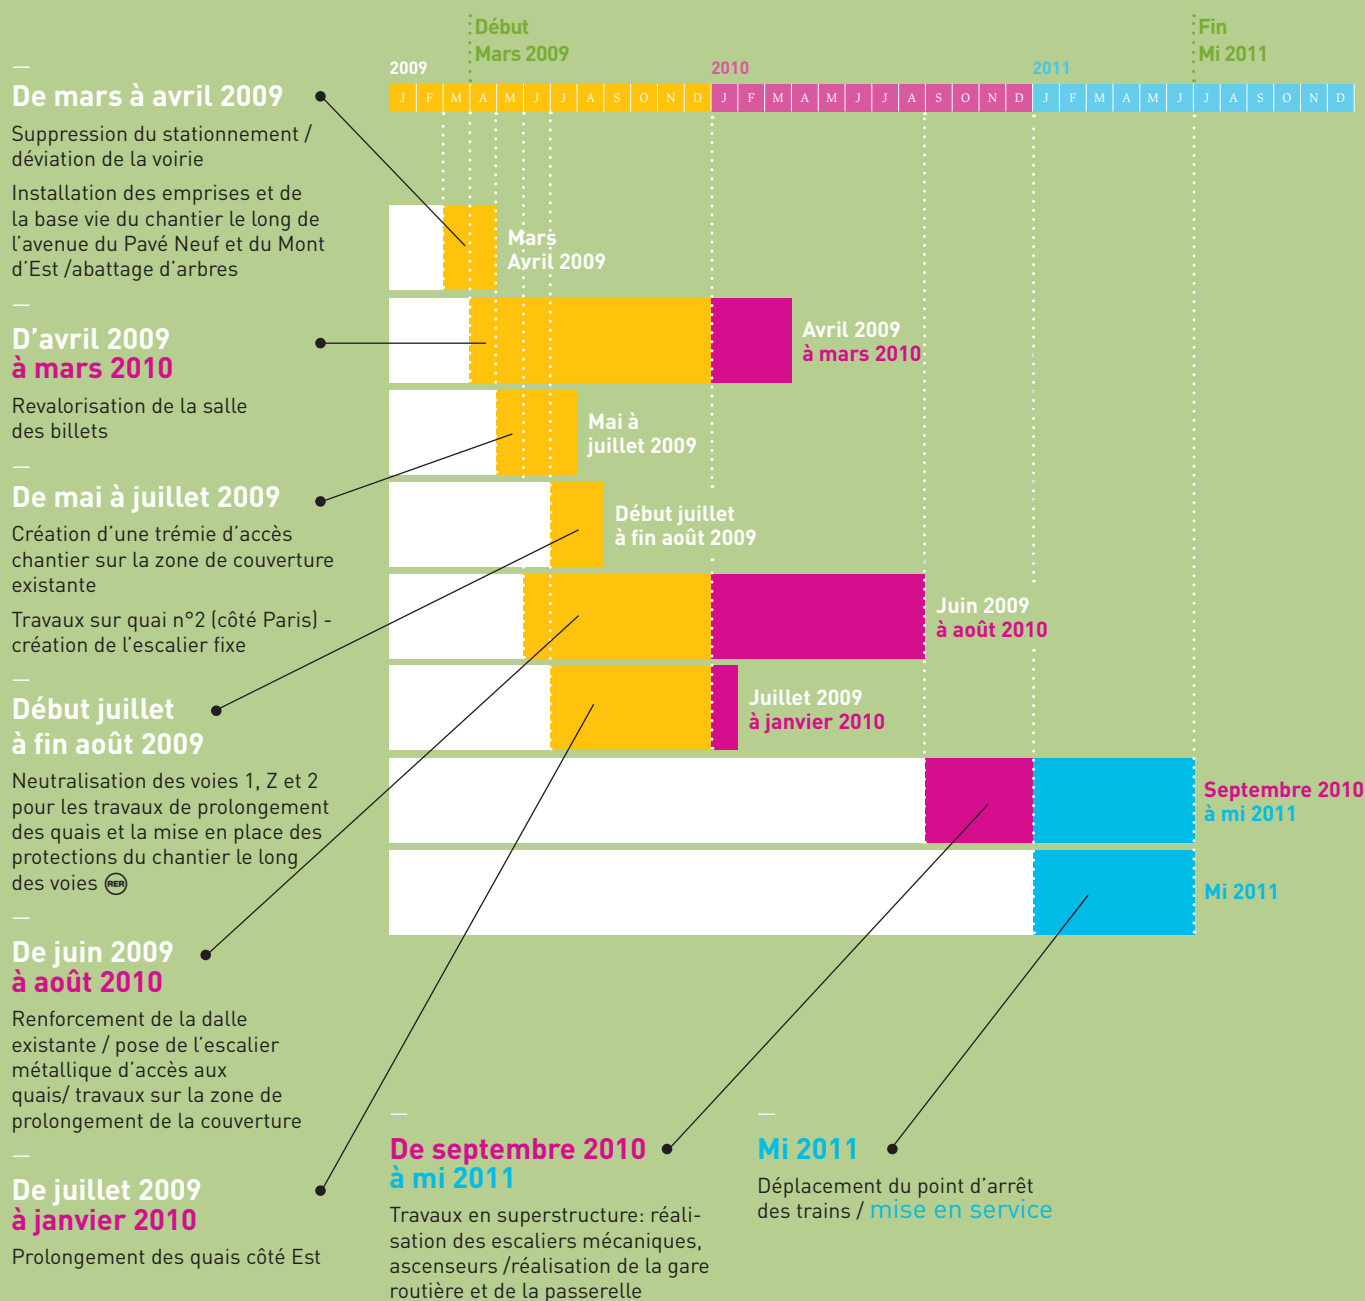 Début
Mars 2009
Fin
Mi 2011
2009
2010
2011
J F M A M J J A S O N D J F M A M J J A S O N D J F M A M J J A S O N D
—
De mars à avril 2009
Suppression du stationnement /
déviation de la voirie
Installation des emprises et de
la base vie du chantier le long de
l’avenue du Pavé Neuf et du Mont
d’Est /abattage d’arbres
—
D’avril 2009
à mars 2010
Revalorisation de la salle
des billets
—
De mai à juillet 2009
Création d’une trémie d’accès
chantier sur la zone de couverture
existante
Travaux sur quai n°2 (côté Paris) -
création de l’escalier fixe
—
Début juillet
à fin août 2009
Neutralisation des voies 1, Z et 2
pour les travaux de prolongement
des quais et la mise en place des
protections du chantier le long
des voies RER
—
De juin 2009
à août 2010
Renforcement de la dalle
existante / pose de l’escalier
métallique d’accès aux
quais/ travaux sur la zone de
prolongement de la couverture
—
De juillet 2009
à janvier 2010
Prolongement des quais côté Est
Mars
Avril 2009
Avril 2009
à mars 2010
Mai à
juillet 2009
Début juillet
à fin août 2009
Juin 2009
à août 2010
Juillet 2009
à janvier 2010
Septembre 2010
à mi 2011
Mi 2011
—
De septembre 2010
à mi 2011
Travaux en superstructure: réali-
sation des escaliers mécaniques,
ascenseurs /réalisation de la gare
routière et de la passerelle
—
Mi 2011
Déplacement du point d’arrêt
des trains / mise en service